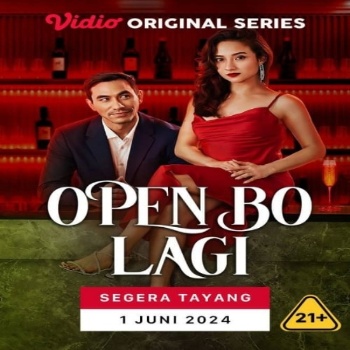 Vidio ORIGINAL SERIES
OPEN BO
LAGI
SEGERA TAYANG
1 JUNI 2024
21+